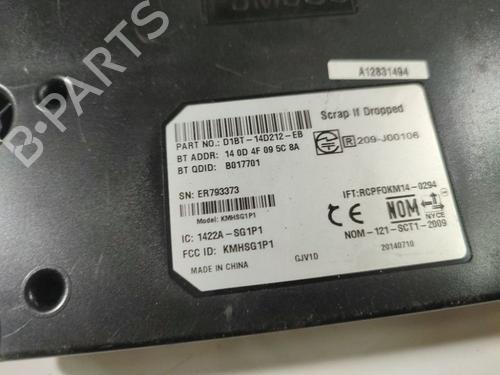 A12831494
Scrap If Dropped
PART NO.: D1BT-14D212-EB
BT ADDR: 14 0D 4F 09 5C 8A
BT QDID: B017701
R 209-J00106
SN: ER793373
Model: KMHSG1P1
IFT:RCPFOKM14-0294
IC: 1422A-SG1P1
CE NOM NYCE
FCC ID: KMHSG1P1
NOM-121-SCT1-2009
MADE IN CHINA
GJV1D
20140710
B-Parts